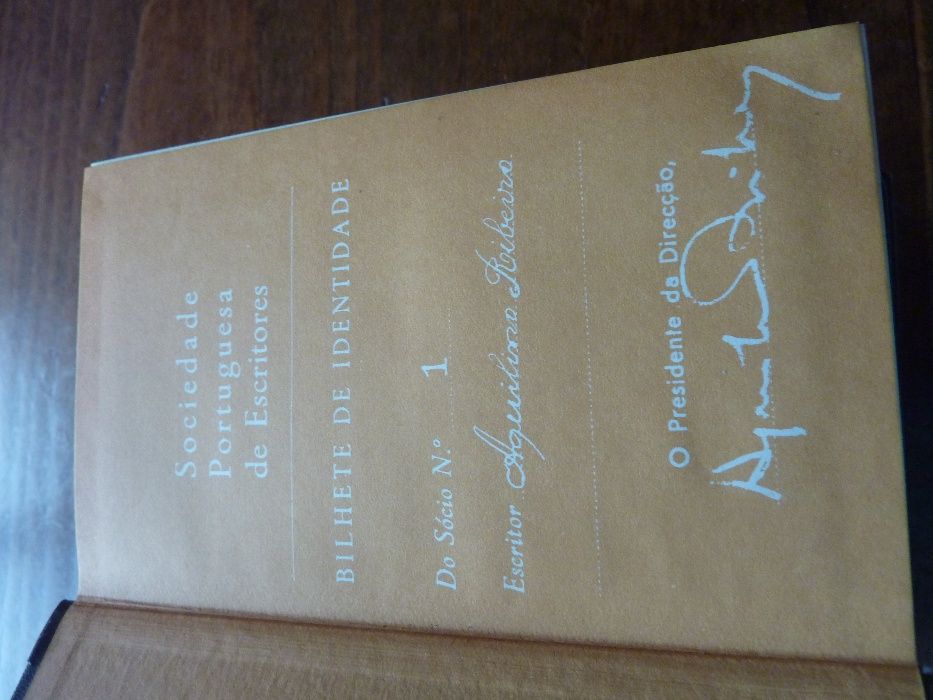 Sociedade
Portuguesa
de Escritores
BILHETE DE IDENTIDADE
Do Sócio N.º 1
Escritor Aquilino Ribeiro
O Presidente da Direcção,